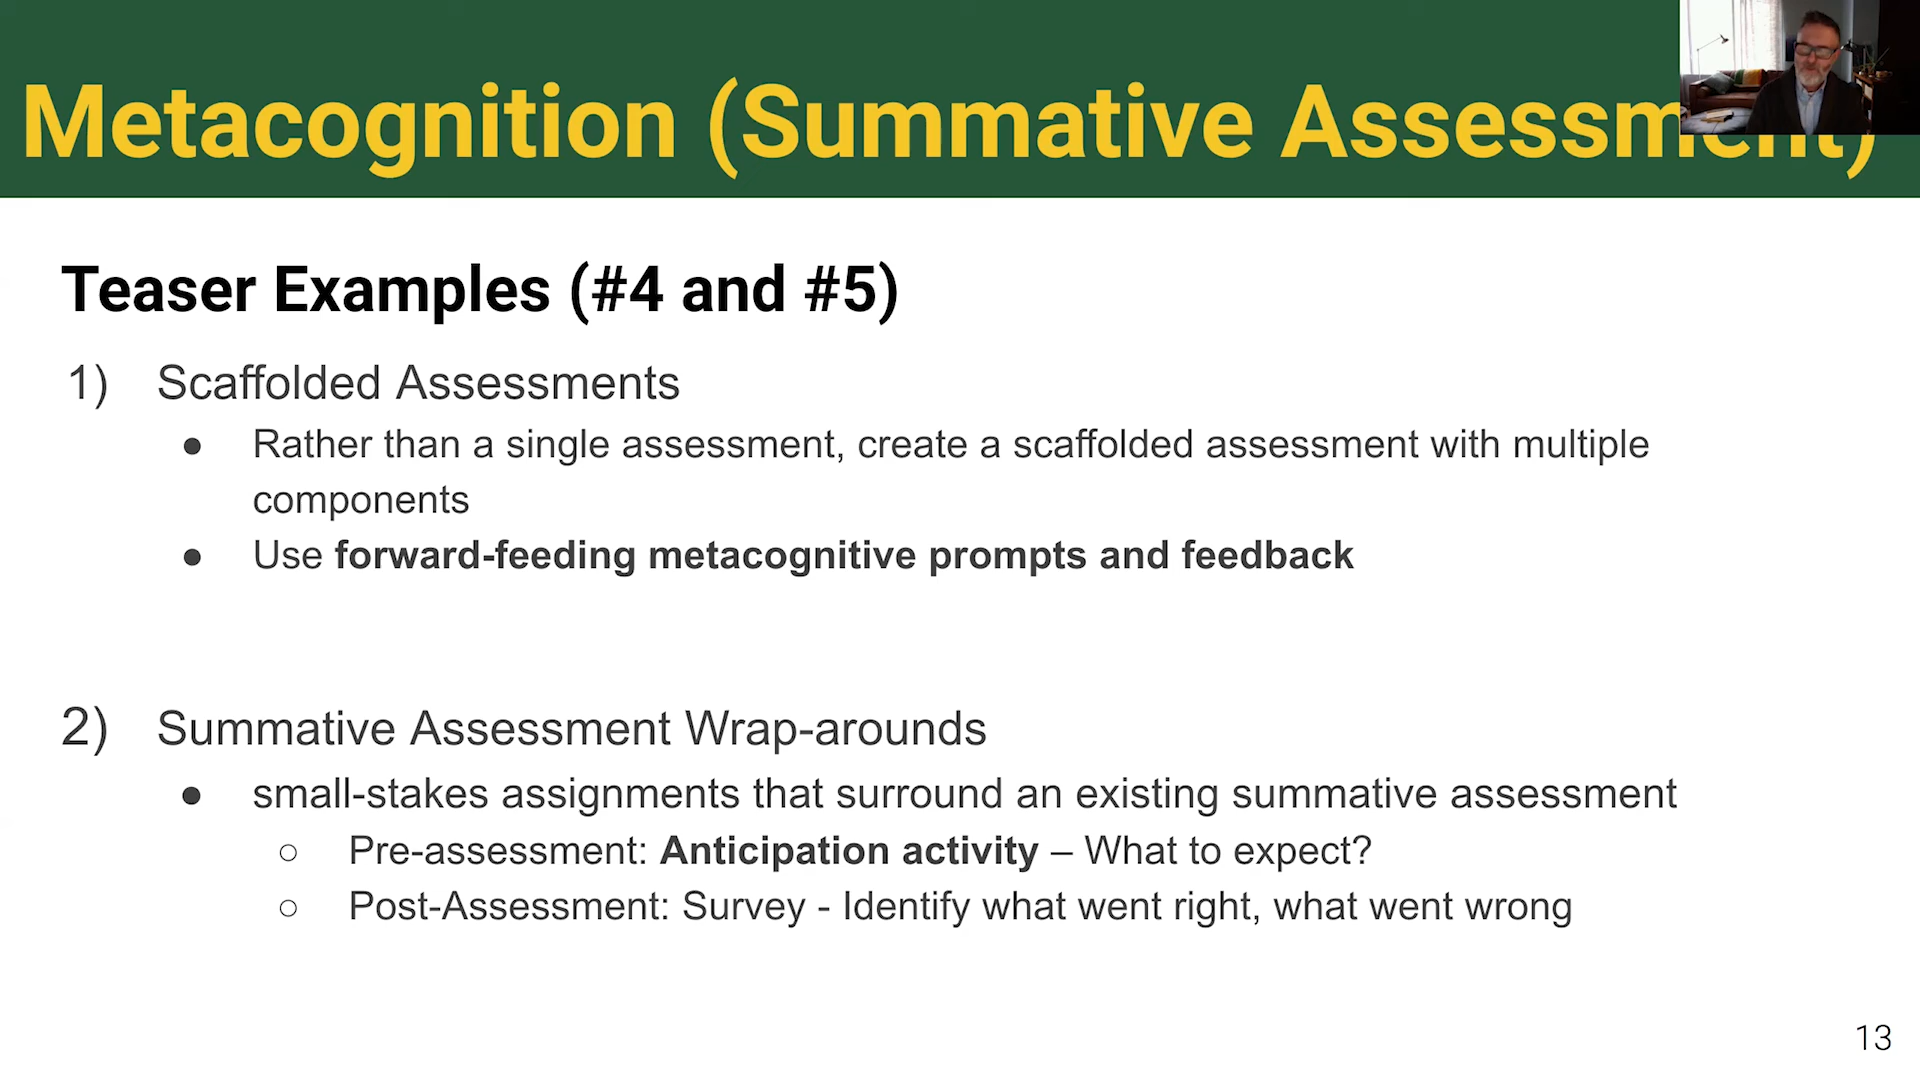 Metacognition (Summative Assessment)
Teaser Examples (#4 and #5)
1) Scaffolded Assessments
● Rather than a single assessment, create a scaffolded assessment with multiple
components
● Use forward-feeding metacognitive prompts and feedback
2) Summative Assessment Wrap-arounds
● small-stakes assignments that surround an existing summative assessment
○ Pre-assessment: Anticipation activity – What to expect?
○ Post-Assessment: Survey - Identify what went right, what went wrong
13